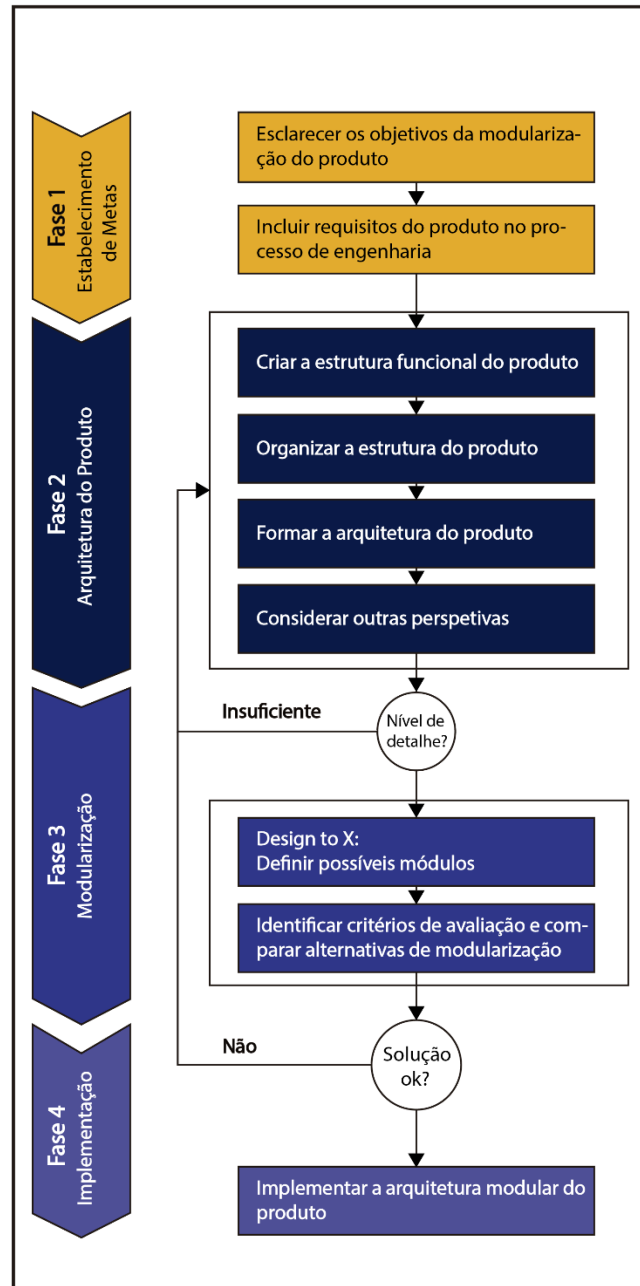 Fase 1
Estabelecimento
de Metas
Esclarecer os objetivos da modulariza-
ção do produto
Incluir requisitos do produto no pro-
cesso de engenharia
Fase 2
Arquitetura do Produto
Criar a estrutura funcional do produto
Organizar a estrutura do produto
Formar a arquitetura do produto
Considerar outras perspetivas
Insuficiente
Nível de
detalhe?
Fase 3
Modularização
Design to X:
Definir possíveis módulos
Identificar critérios de avaliação e com-
parar alternativas de modularização
Não
Solução
ok?
Fase 4
Implementação
Implementar a arquitetura modular do
produto